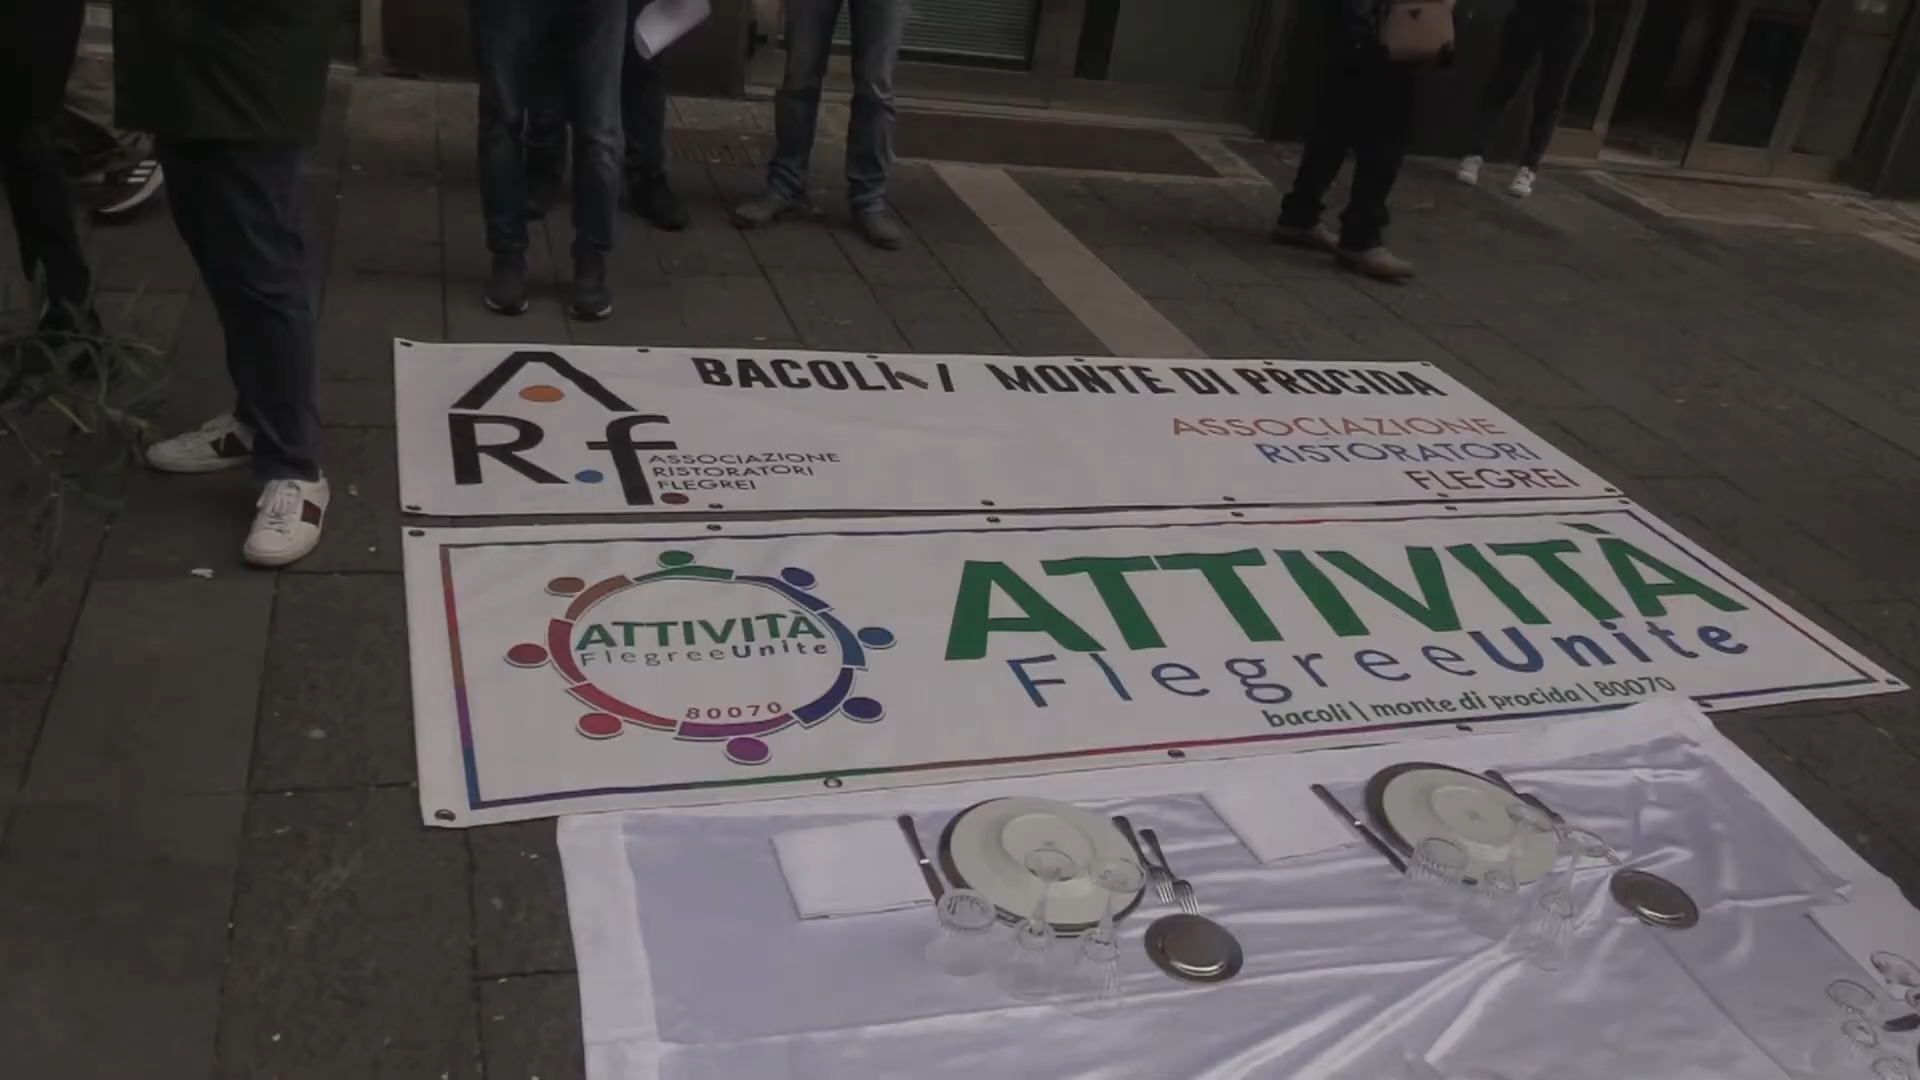 BACOLI / MONTE DI PROCIDA
A
R.f.
ASSOCIAZIONE
RISTORATORI
FLEGREI
ASSOCIAZIONE
RISTORATORI
FLEGREI
ATTIVITÀ
FlegreeUnite
80070
ATTIVITÀ
FlegreeUnite
bacoli | monte di procida | 80070